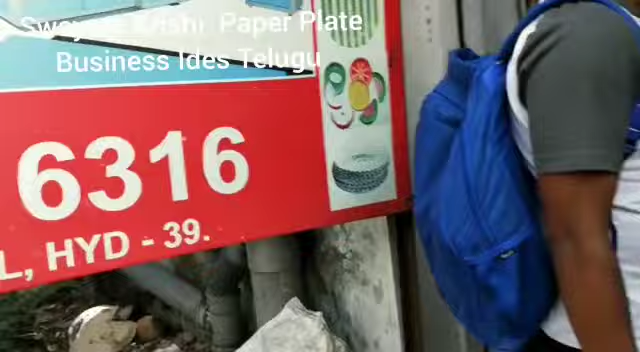 Paper Plate
Business Ides Telugu
6316
L, HYD - 39.